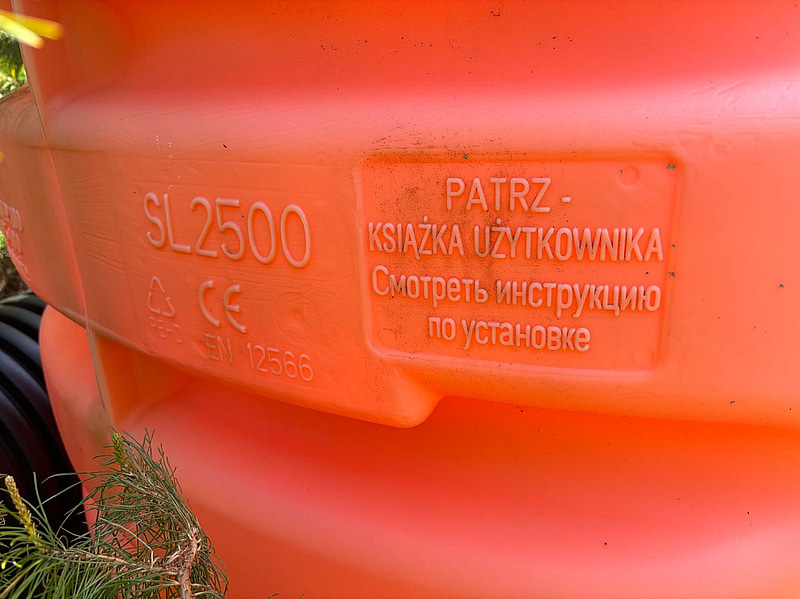 SL2500
CE
EN 12566
PATRZ -
KSIĄŻKA UŻYTKOWNIKA
Смотреть инструкцию
по установке